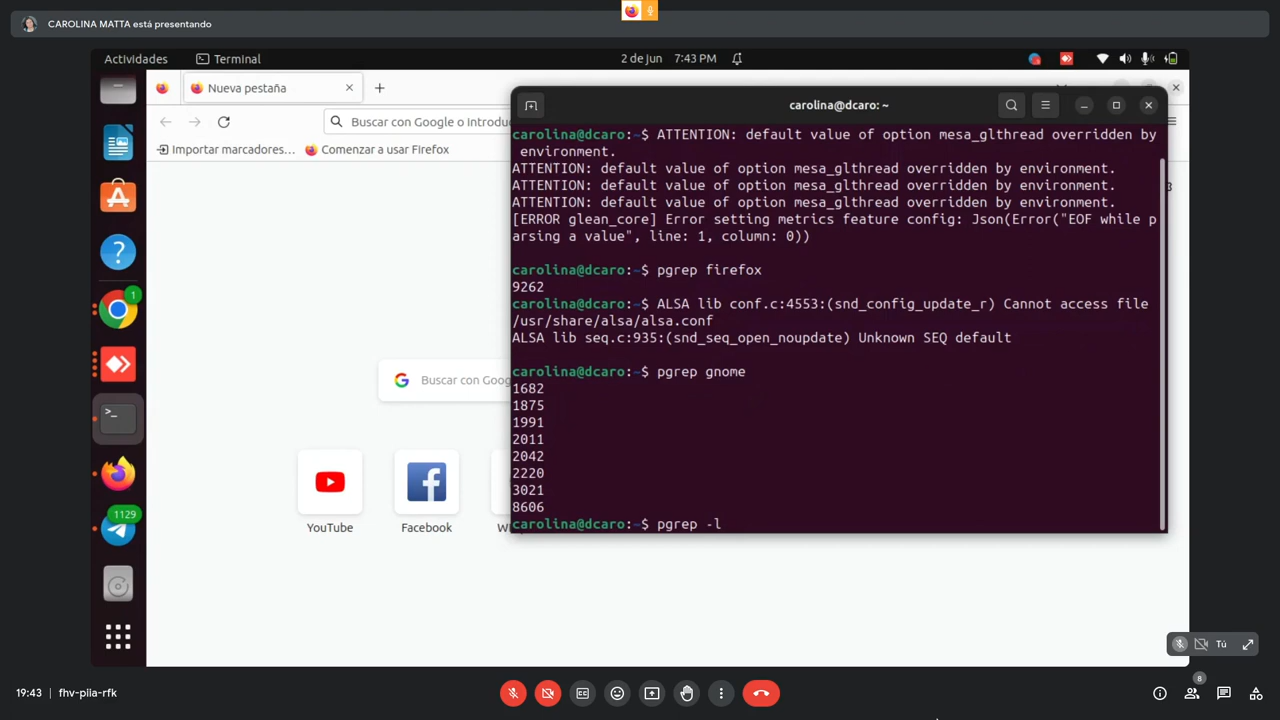 CAROLINA MATTA está presentando
Actividades
Terminal
2 de jun 7:43 PM
Nueva pestaña
Buscar con Google o Introduc
Importar marcadores...
Comenzar a usar Firefox
Buscar con Goog
YouTube
Facebook
carolina@dcaro: ~
carolina@dcaro:~$ ATTENTION: default value of option mesa_glthread overridden by
environment.
ATTENTION: default value of option mesa_glthread overridden by environment.
ATTENTION: default value of option mesa_glthread overridden by environment.
ATTENTION: default value of option mesa_glthread overridden by environment.
[ERROR glean_core] Error setting metrics feature config: Json(Error("EOF while p
arsing a value", line: 1, column: 0))
carolina@dcaro:~$ pgrep firefox
9262
carolina@dcaro:~$ ALSA lib conf.c:4553:(snd_config_update_r) Cannot access file
/usr/share/alsa/alsa.conf
ALSA lib seq.c:935:(snd_seq_open_noupdate) Unknown SEQ default
carolina@dcaro:~$ pgrep gnome
1682
1875
1991
2011
2042
2220
3021
8606
carolina@dcaro:~$ pgrep -l
1
1129
Tú
19:43 | fhv-piia-rfk
8